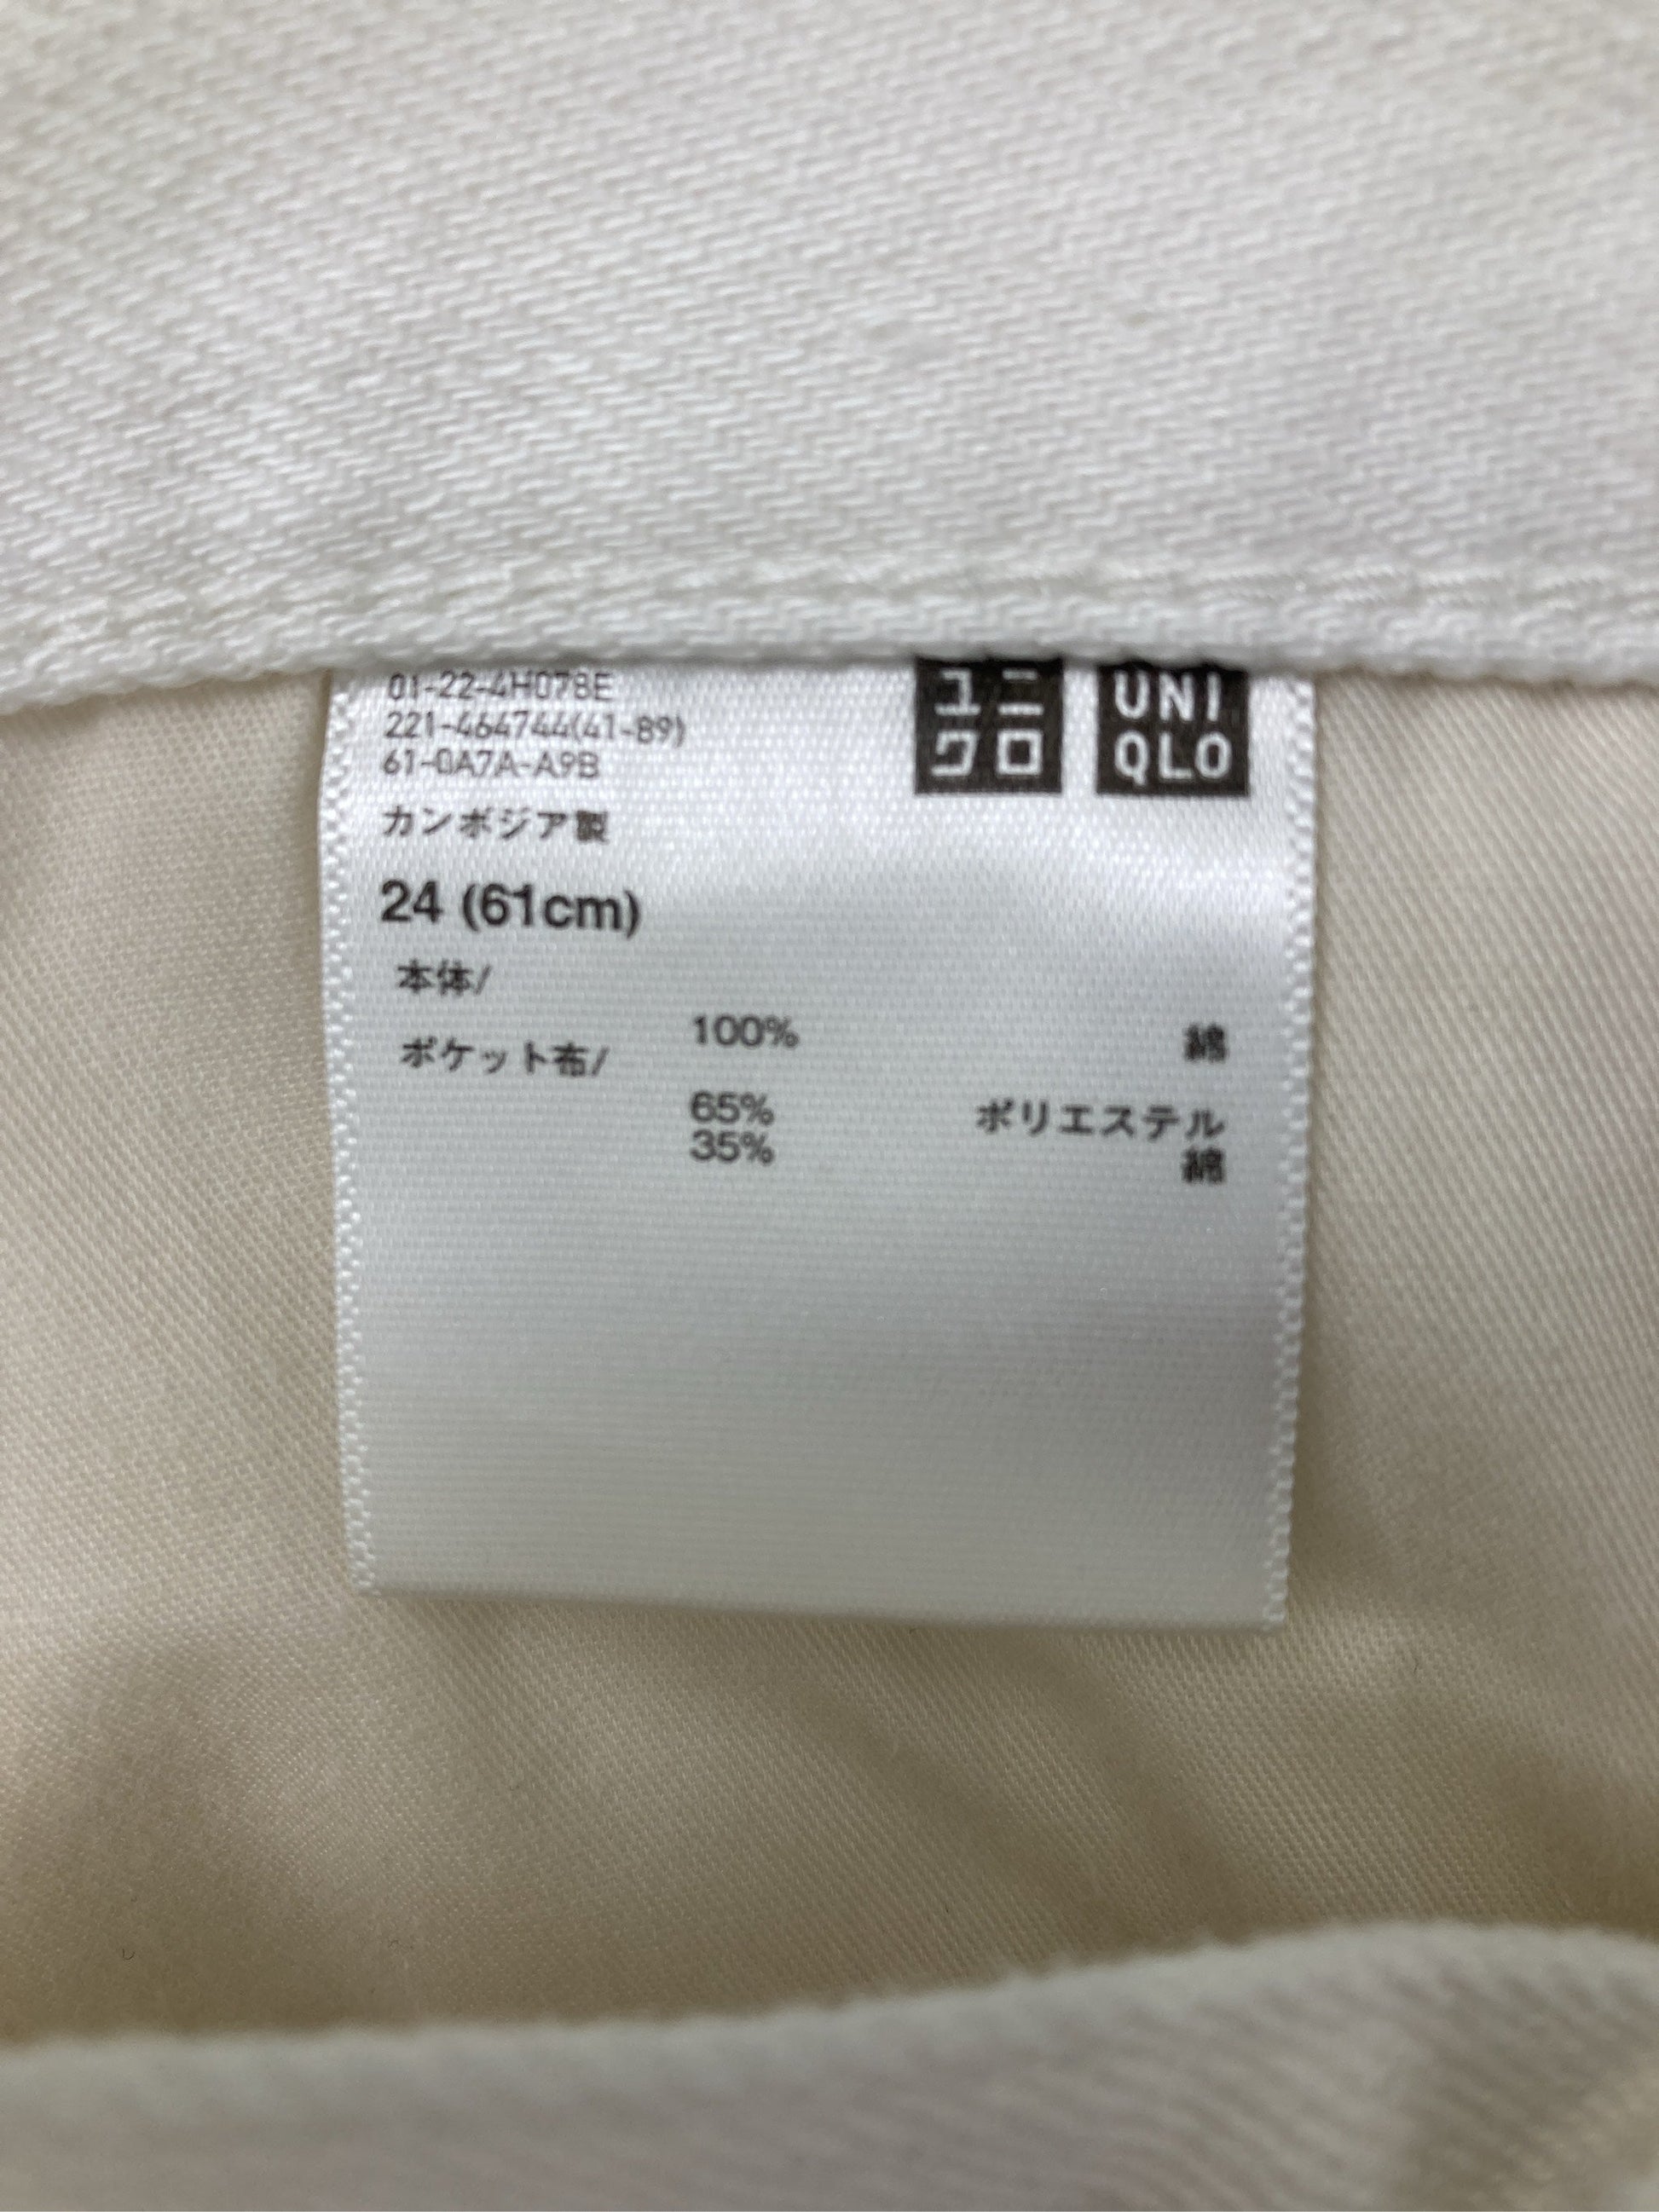 01-22-4H078E
221-464744(41-89)
61-0A7A-A9B
ユニ
クロ
UNI
QLO
カンボジア製
24 (61cm)
本体/
100% 綿
ポケット布/
65% ポリエステル
35% 綿